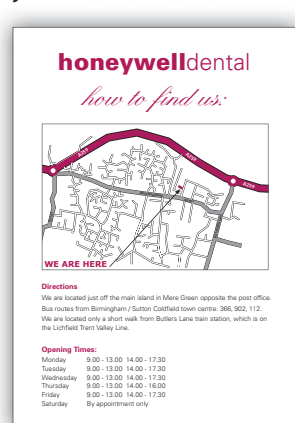 honeywelldental
how to find us:
A259
A259
A259
WE ARE HERE
Directions
We are located just off the main island in Mere Green opposite the post office.
Bus routes from Birmingham / Sutton Coldfield town centre: 366, 902, 112.
We are located only a short walk from Butlers Lane train station, which is on
the Lichfield Trent Valley Line.
Opening Times:
Monday 9.00 - 13.00 14.00 - 17.30
Tuesday 9.00 - 13.00 14.00 - 17.30
Wednesday 9.00 - 13.00 14.00 - 17.30
Thursday 9.00 - 13.00 14.00 - 16.00
Friday 9.00 - 13.00 14.00 - 17.30
Saturday By appointment only